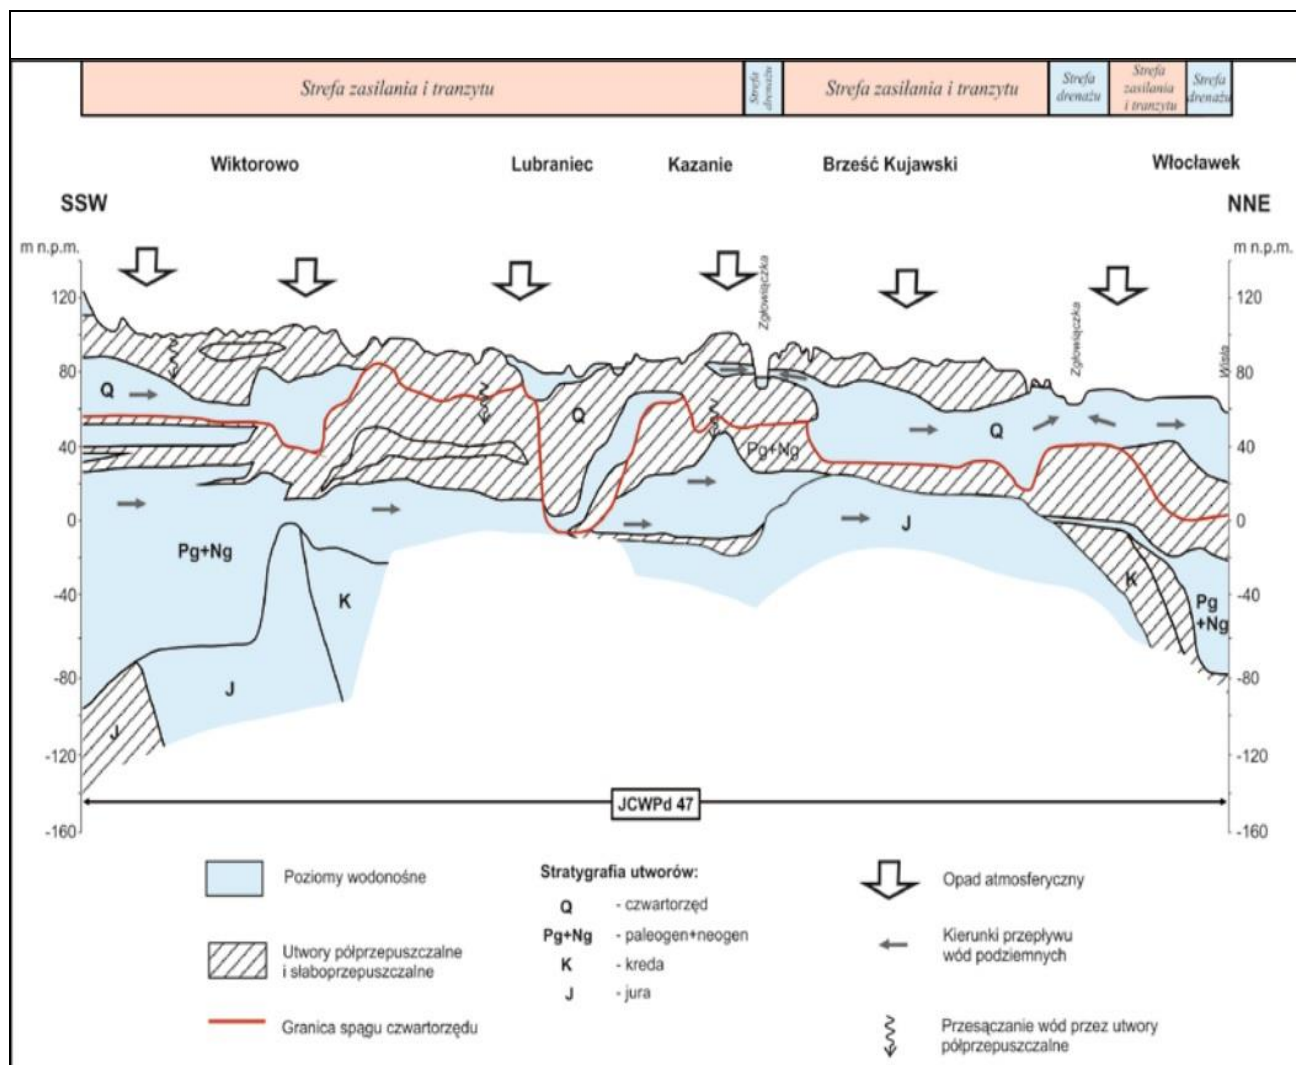 Strefa zasilania i tranzytu
Strefa
drenażu
Strefa zasilania i tranzytu
Strefa
drenażu
Strefa
zasilania
i tranzytu
Strefa
drenażu
Wiktorowo
Lubraniec
Kazanie
Brześć Kujawski
Włocławek
SSW
NNE
m n.p.m.
m n.p.m.
Zgłowiączka
Zgłowiączka
Wisła
120
120
80
80
Q
Q
Q
40
40
Pg+Ng
0
0
J
Pg+Ng
K
K
-40
-40
Pg
+Ng
-80
-80
J
J
-120
-120
JCWPd 47
-160
-160
Poziomy wodonośne
Utwory półprzepuszczalne
i słaboprzepuszczalne
Granica spągu czwartorzędu
Stratygrafia utworów:
Q - czwartorzęd
Pg+Ng - paleogen+neogen
K - kreda
J - jura
Opad atmosferyczny
Kierunki przepływu
wód podziemnych
Przesączanie wód przez utwory
półprzepuszczalne